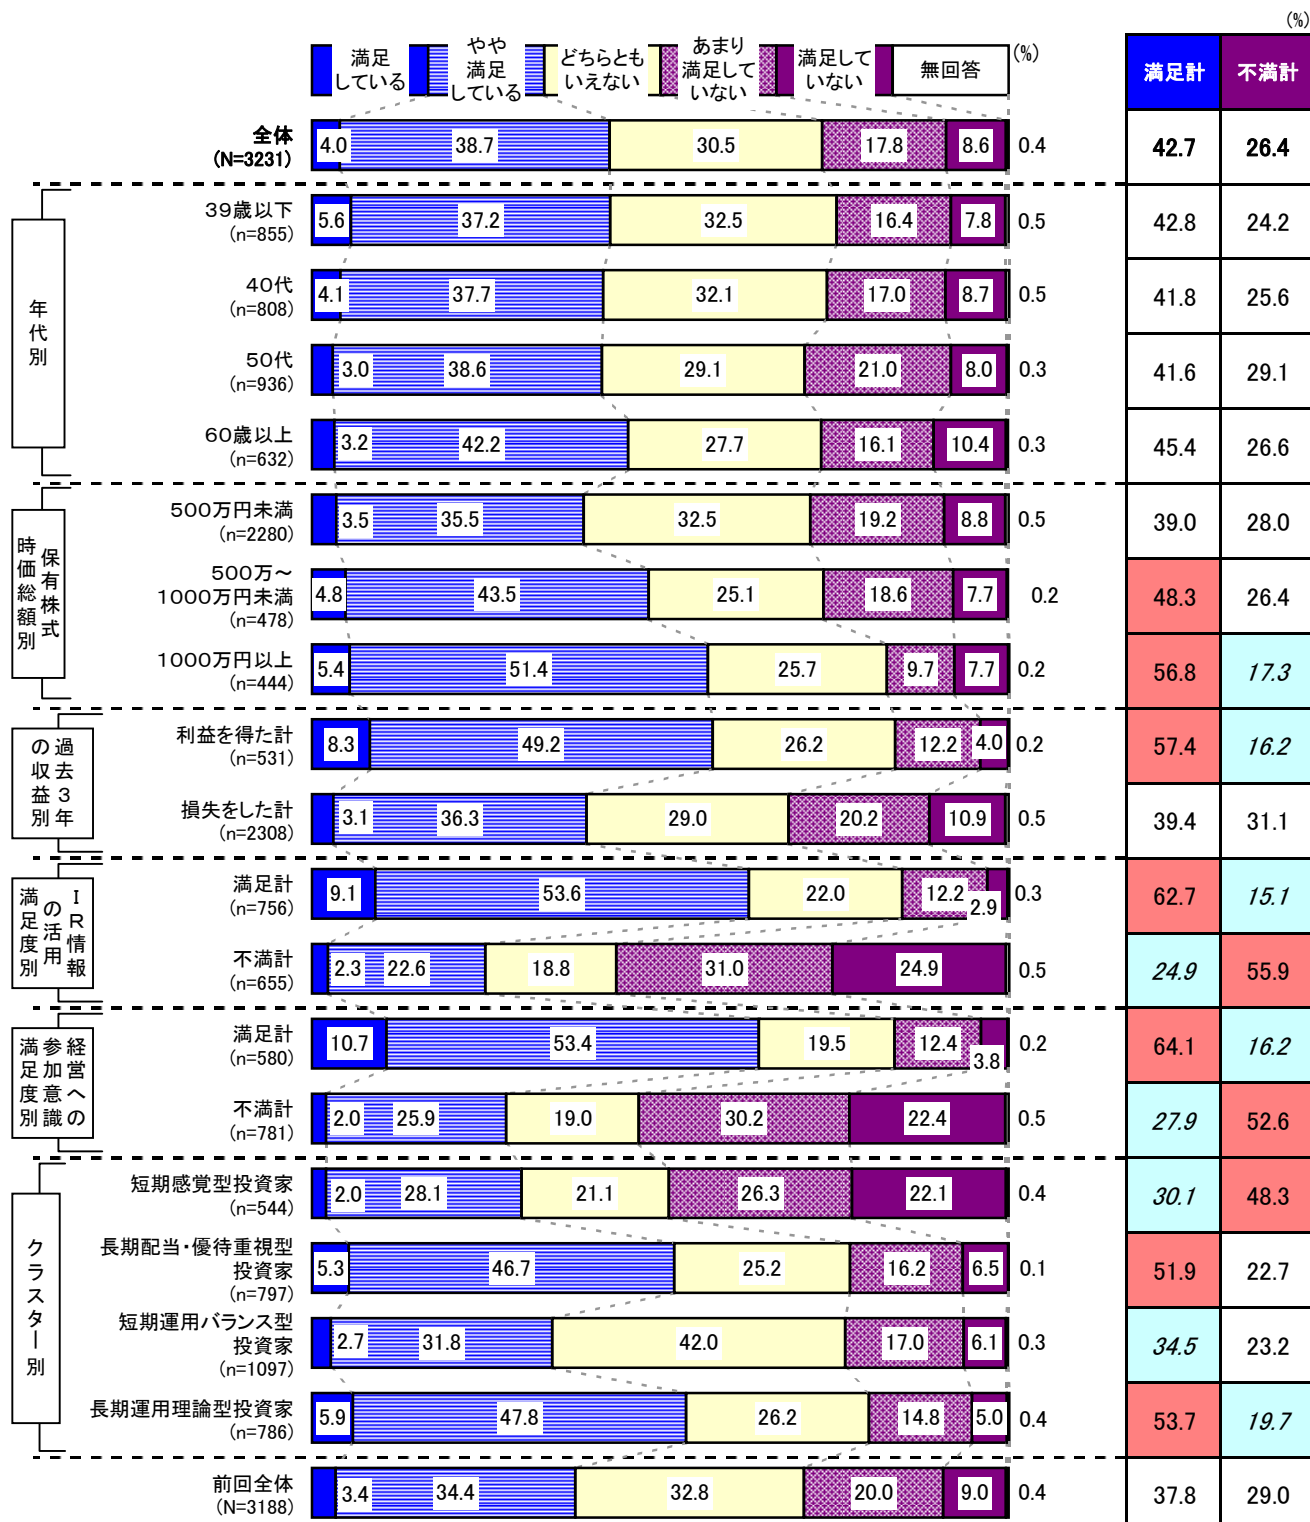 (%)
満足
している
やや
満足
している
どちらとも
いえない
あまり
満足して
いない
満足して
いない
無回答
(%)
満足計
不満計
全体
(N=3231)
4.0
38.7
30.5
17.8
8.6
0.4
42.7
26.4
年代別
39歳以下
(n=855)
5.6
37.2
32.5
16.4
7.8
0.5
42.8
24.2
40代
(n=808)
4.1
37.7
32.1
17.0
8.7
0.5
41.8
25.6
50代
(n=936)
3.0
38.6
29.1
21.0
8.0
0.3
41.6
29.1
60歳以上
(n=632)
3.2
42.2
27.7
16.1
10.4
0.3
45.4
26.6
保有株式
時価総額別
500万円未満
(n=2280)
3.5
35.5
32.5
19.2
8.8
0.5
39.0
28.0
500万～
1000万円未満
(n=478)
4.8
43.5
25.1
18.6
7.7
0.2
48.3
26.4
1000万円以上
(n=444)
5.4
51.4
25.7
9.7
7.7
0.2
56.8
17.3
過去3年
の収益別
利益を得た計
(n=531)
8.3
49.2
26.2
12.2
4.0
0.2
57.4
16.2
損失をした計
(n=2308)
3.1
36.3
29.0
20.2
10.9
0.5
39.4
31.1
IR情報
の活用
満足度別
満足計
(n=756)
9.1
53.6
22.0
12.2
2.9
0.3
62.7
15.1
不満計
(n=655)
2.3
22.6
18.8
31.0
24.9
0.5
24.9
55.9
経営への
参加意識
満足度別
満足計
(n=580)
10.7
53.4
19.5
12.4
3.8
0.2
64.1
16.2
不満計
(n=781)
2.0
25.9
19.0
30.2
22.4
0.5
27.9
52.6
クラスター別
短期感覚型投資家
(n=544)
2.0
28.1
21.1
26.3
22.1
0.4
30.1
48.3
長期配当・優待重視型
投資家
(n=797)
5.3
46.7
25.2
16.2
6.5
0.1
51.9
22.7
短期運用バランス型
投資家
(n=1097)
2.7
31.8
42.0
17.0
6.1
0.3
34.5
23.2
長期運用理論型投資家
(n=786)
5.9
47.8
26.2
14.8
5.0
0.4
53.7
19.7
前回全体
(N=3188)
3.4
34.4
32.8
20.0
9.0
0.4
37.8
29.0